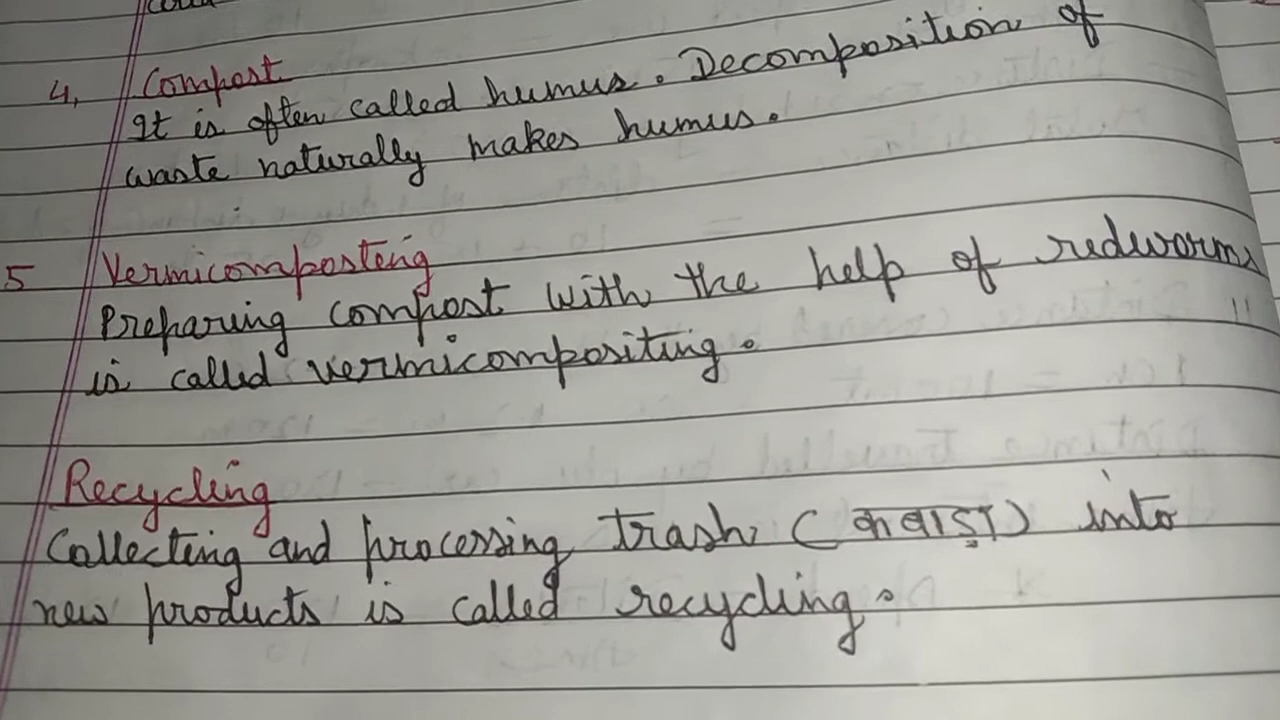 4, Compost
It is often called humus. Decomposition of
waste naturally makes humus.
5 Vermicomposting
Preparing compost with the help of redworms
is called vermicompositing.
Recycling
Collecting and processing trash (कबाड़ा) into
new products is called recycling.